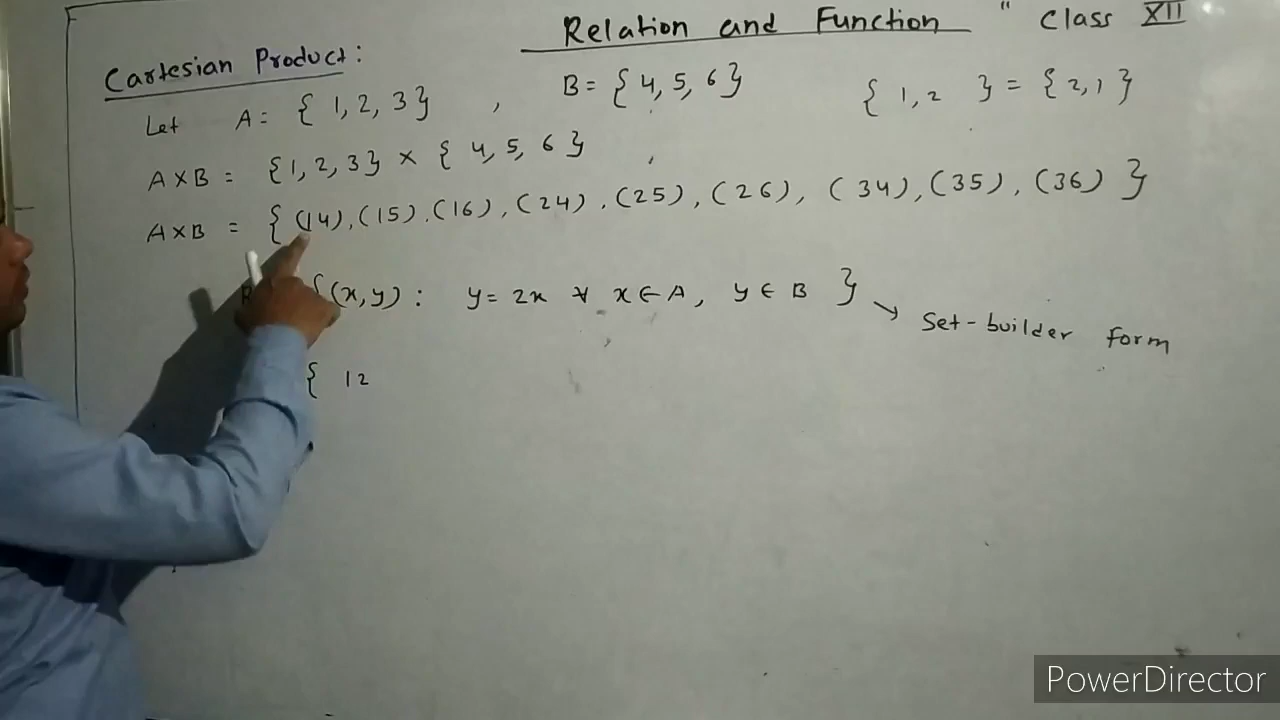 Relation and Function " Class XII
Cartesian Product:
Let A = { 1, 2, 3 } , B = { 4, 5, 6 } { 1, 2 } = { 2, 1 }
A × B = { 1, 2, 3 } × { 4, 5, 6 } ,
A × B = { (14), (15), (16), (24), (25), (26), (34), (35), (36) }
{ (x, y) : y = 2x ∀ x ∈ A, y ∈ B } → Set-builder form
{ 12
PowerDirector